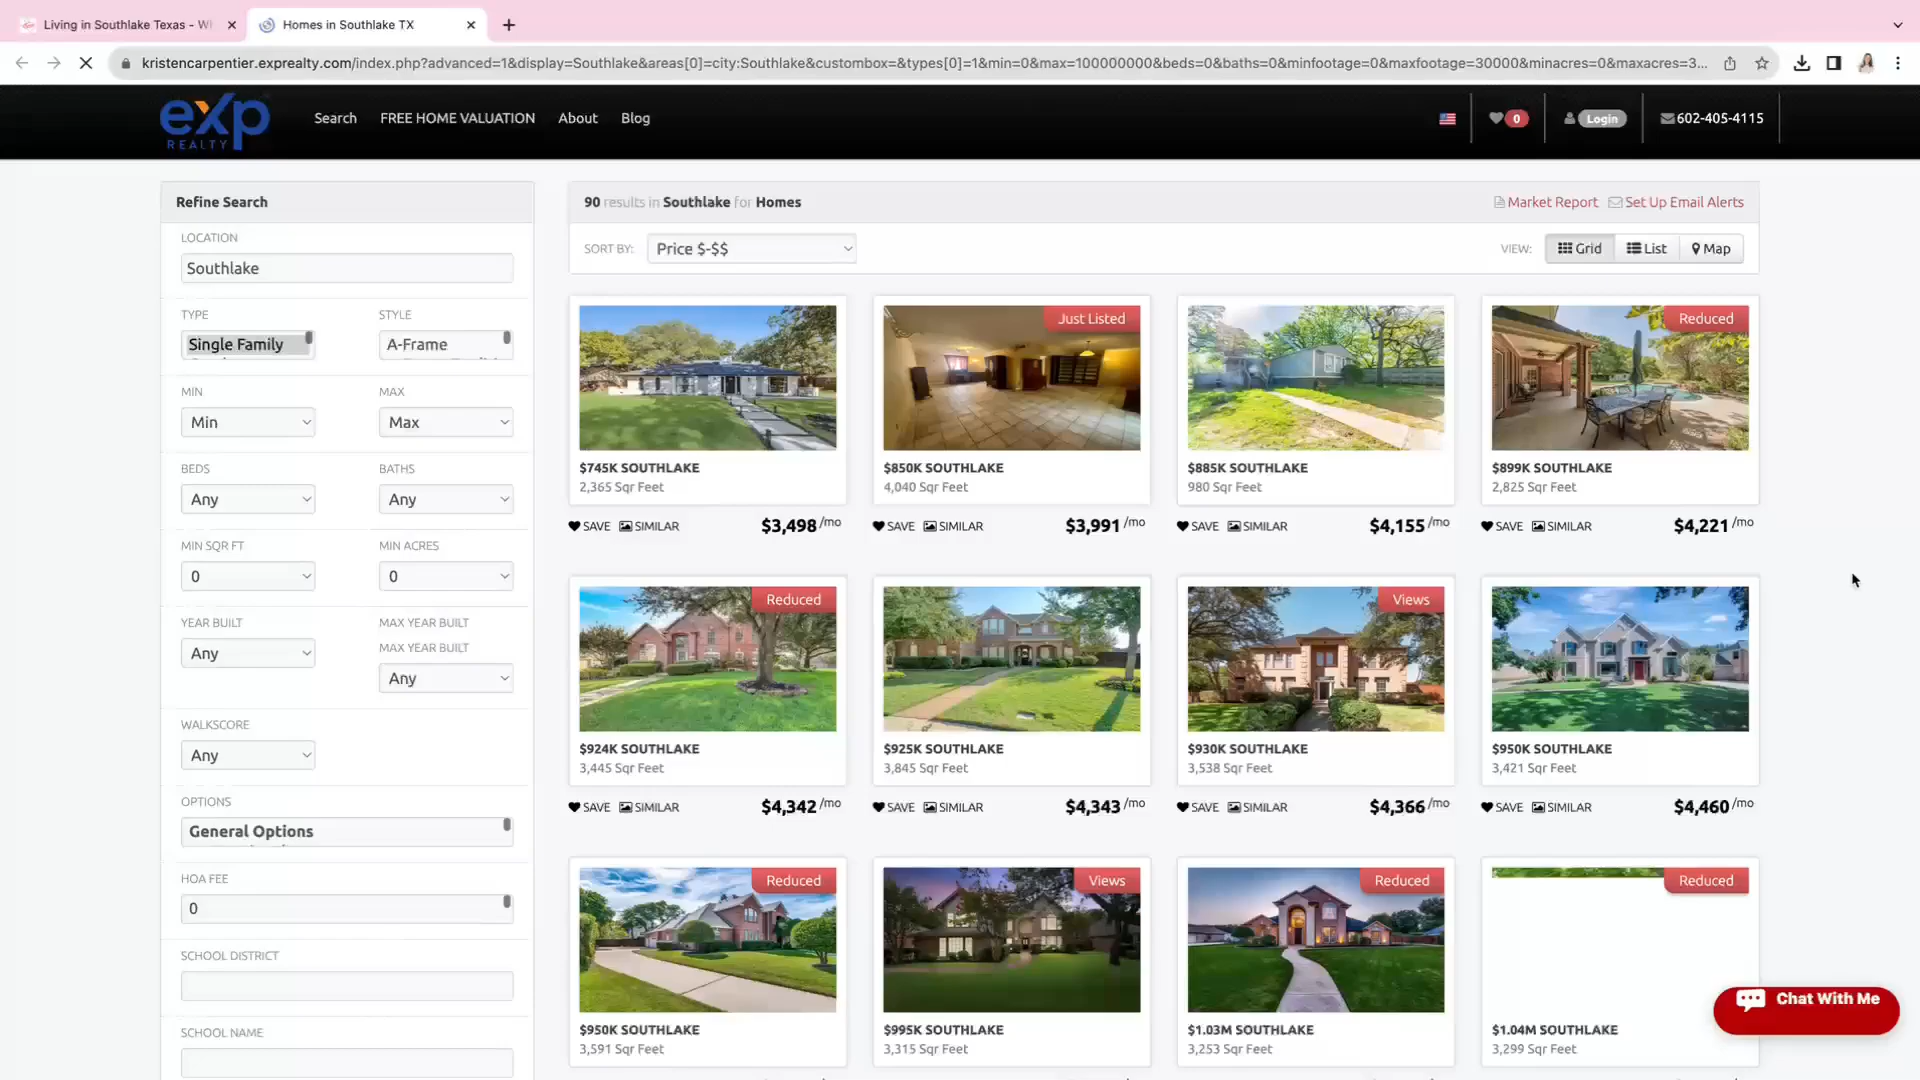 Living in Southlake Texas - W
Homes in Southlake TX
kristencarpentier.exprealty.com/index.php?advanced=1&display=Southlake&areas[0]=city:Southlake&custombox=&types[0]=1&min=0&max=100000000&beds=0&baths=0&minfootage=0&maxfootage=30000&minacres=0&maxacres=3...
exp REALTY
Search FREE HOME VALUATION About Blog
0 Login 602-405-4115
Refine Search
LOCATION
Southlake
TYPE STYLE
Single Family A-Frame
MIN MAX
Min Max
BEDS BATHS
Any Any
MIN SQR FT MIN ACRES
0 0
YEAR BUILT MAX YEAR BUILT
MAX YEAR BUILT
Any Any
WALKSCORE
Any
OPTIONS
General Options
HOA FEE
0
SCHOOL DISTRICT
SCHOOL NAME
90 results in Southlake for Homes
Market Report Set Up Email Alerts
SORT BY: Price $-$$
VIEW: Grid List Map
Just Listed Reduced
$745K SOUTHLAKE $850K SOUTHLAKE $885K SOUTHLAKE $899K SOUTHLAKE
2,365 Sqr Feet 4,040 Sqr Feet 980 Sqr Feet 2,825 Sqr Feet
SAVE SIMILAR $3,498/mo SAVE SIMILAR $3,991/mo SAVE SIMILAR $4,155/mo SAVE SIMILAR $4,221/mo
Reduced Views
$924K SOUTHLAKE $925K SOUTHLAKE $930K SOUTHLAKE $950K SOUTHLAKE
3,445 Sqr Feet 3,845 Sqr Feet 3,538 Sqr Feet 3,421 Sqr Feet
SAVE SIMILAR $4,342/mo SAVE SIMILAR $4,343/mo SAVE SIMILAR $4,366/mo SAVE SIMILAR $4,460/mo
Reduced Views Reduced Reduced
$950K SOUTHLAKE $995K SOUTHLAKE $1.03M SOUTHLAKE $1.04M SOUTHLAKE
3,591 Sqr Feet 3,315 Sqr Feet 3,253 Sqr Feet 3,299 Sqr Feet
Chat With Me